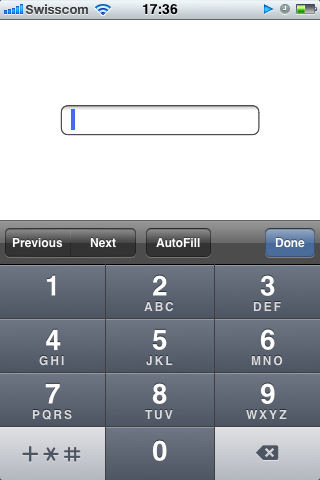 Swisscom 17:36
Previous Next AutoFill Done
1 2 3
ABC DEF
4 5 6
GHI JKL MNO
7 8 9
PQRS TUV WXYZ
+*# 0